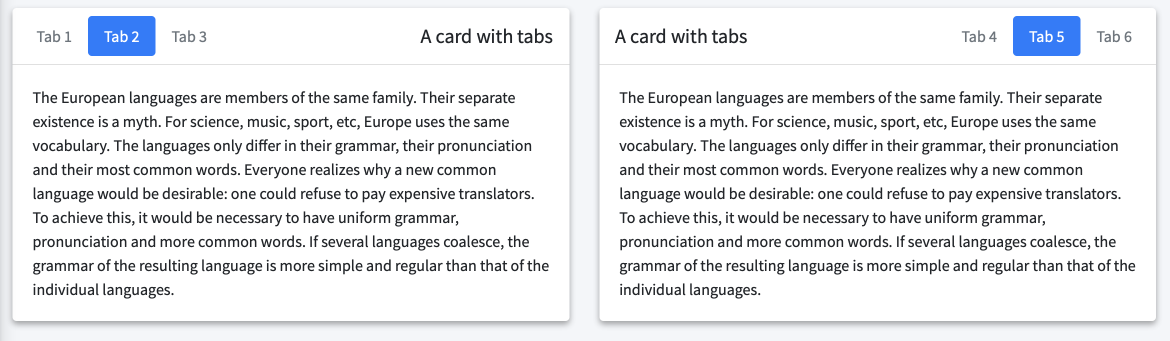 Tab 1 Tab 2 Tab 3 A card with tabs
The European languages are members of the same family. Their separate
existence is a myth. For science, music, sport, etc, Europe uses the same
vocabulary. The languages only differ in their grammar, their pronunciation
and their most common words. Everyone realizes why a new common
language would be desirable: one could refuse to pay expensive translators.
To achieve this, it would be necessary to have uniform grammar,
pronunciation and more common words. If several languages coalesce, the
grammar of the resulting language is more simple and regular than that of the
individual languages.
A card with tabs Tab 4 Tab 5 Tab 6
The European languages are members of the same family. Their separate
existence is a myth. For science, music, sport, etc, Europe uses the same
vocabulary. The languages only differ in their grammar, their pronunciation
and their most common words. Everyone realizes why a new common
language would be desirable: one could refuse to pay expensive translators.
To achieve this, it would be necessary to have uniform grammar,
pronunciation and more common words. If several languages coalesce, the
grammar of the resulting language is more simple and regular than that of the
individual languages.